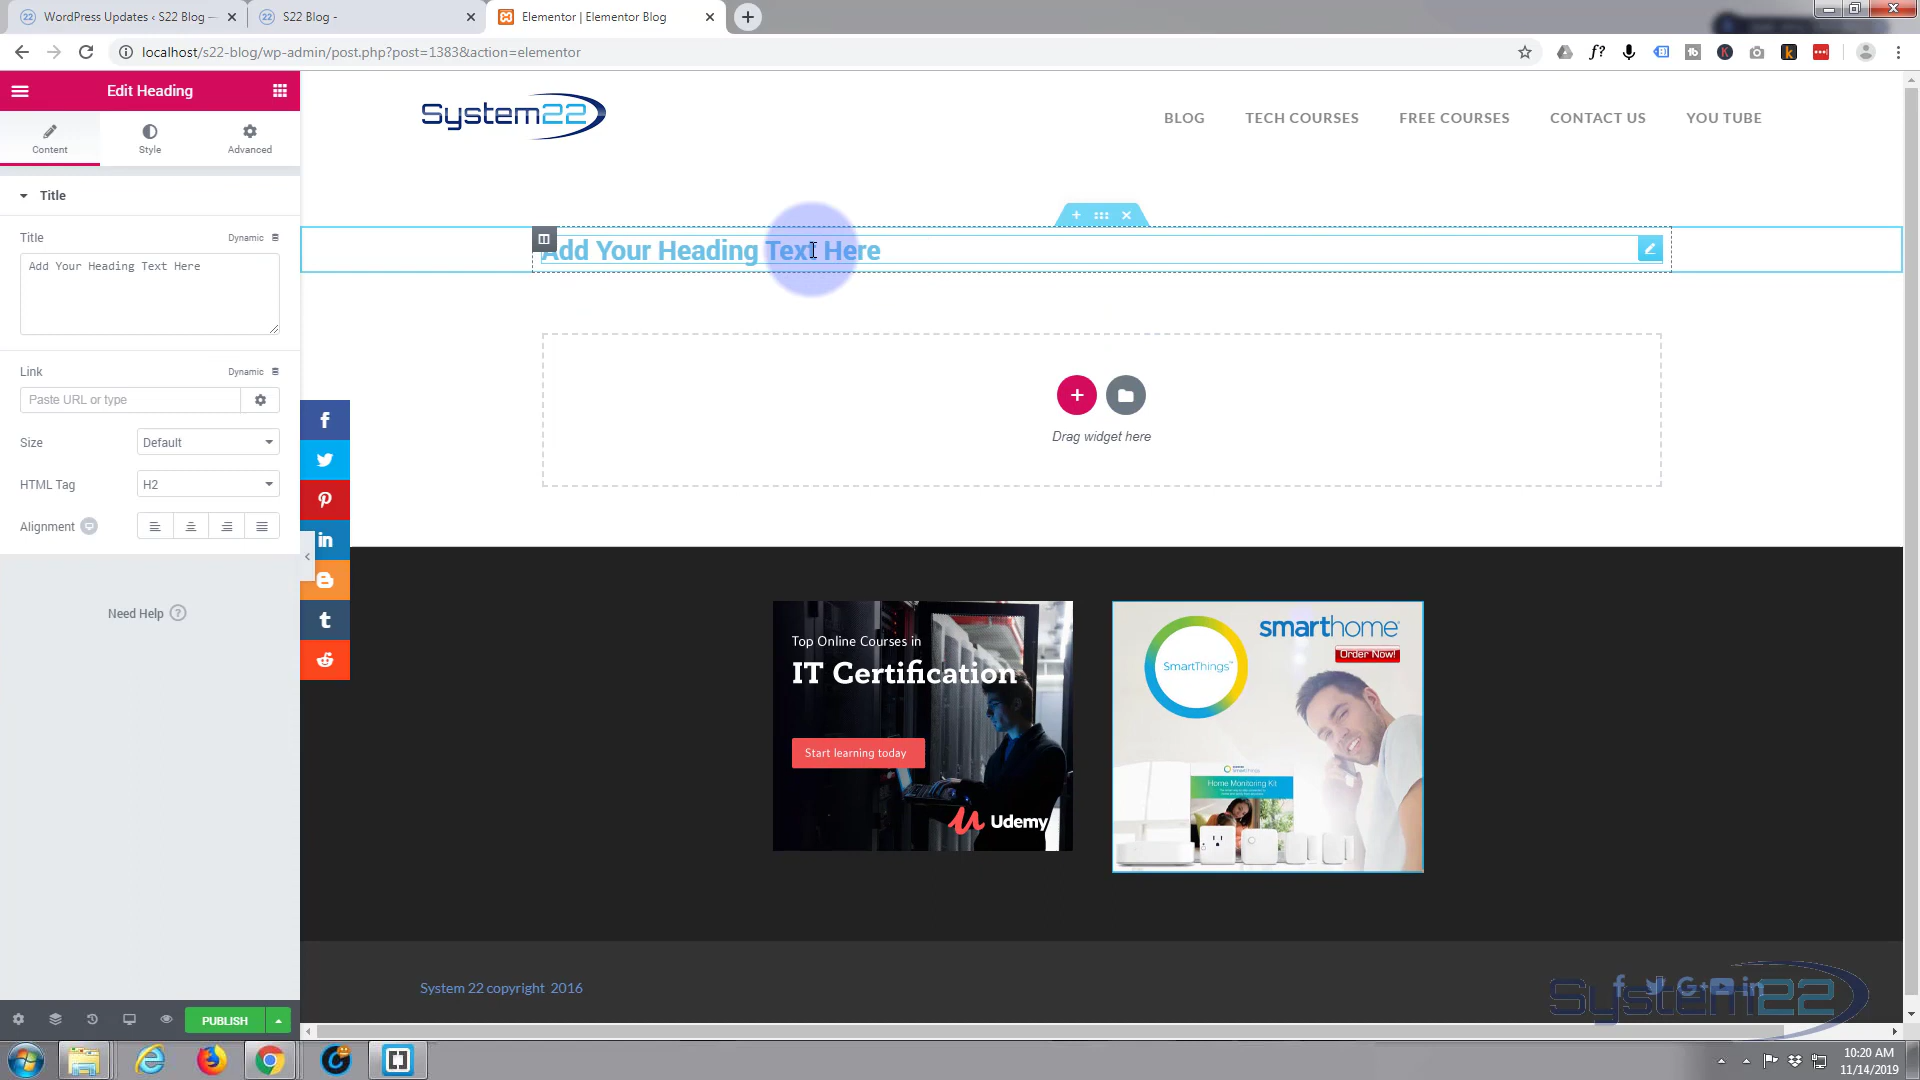 WordPress Updates ‹ S22 Blog —
S22 Blog -
Elementor | Elementor Blog
localhost/s22-blog/wp-admin/post.php?post=1383&action=elementor
Edit Heading
Content
Style
Advanced
Title
Title
Dynamic
Add Your Heading Text Here
Link
Dynamic
Paste URL or type
Size
Default
HTML Tag
H2
Alignment
Need Help
PUBLISH
System22
BLOG
TECH COURSES
FREE COURSES
CONTACT US
YOU TUBE
Add Your Heading Text Here
Drag widget here
Top Online Courses in
IT Certification
Start learning today
Udemy
smarthome
Order Now!
SmartThings™
SmartThings
Home Monitoring Kit
System 22 copyright 2016
System22
10:20 AM
11/14/2019